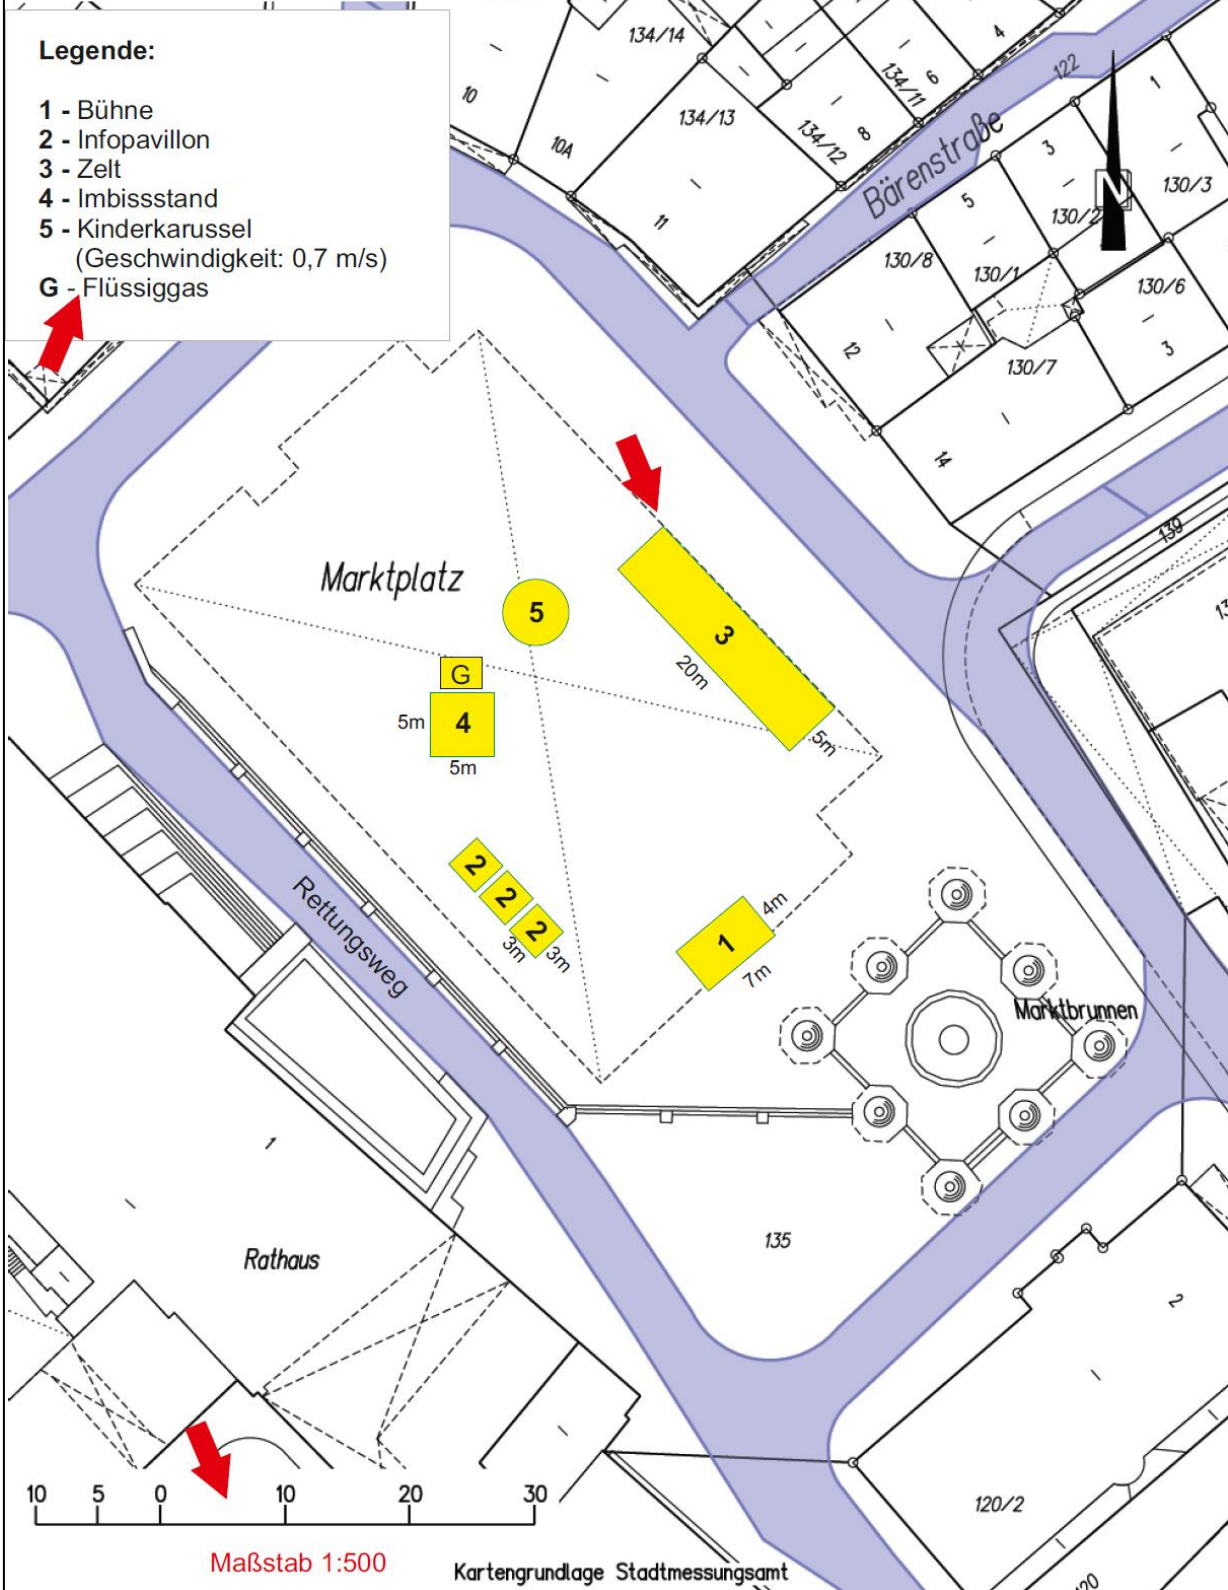 Legende:
1 - Bühne
2 - Infopavillon
3 - Zelt
4 - Imbissstand
5 - Kinderkarussel
(Geschwindigkeit: 0,7 m/s)
G - Flüssiggas
134/14
10
10A
134/13
11
134/12
8
134/11
6
4
122
Bärenstraße
1
3
5
N
130/3
130/2
130/8
130/1
130/6
12
130/7
3
14
139
Marktplatz
5
3
20m
5m
G
4
5m
5m
2
2
2
3m
3m
1
4m
7m
Rettungsweg
Marktbrunnen
1
135
Rathaus
2
10 5 0 10 20 30
120/2
Maßstab 1:500
Kartengrundlage Stadtmessungsamt